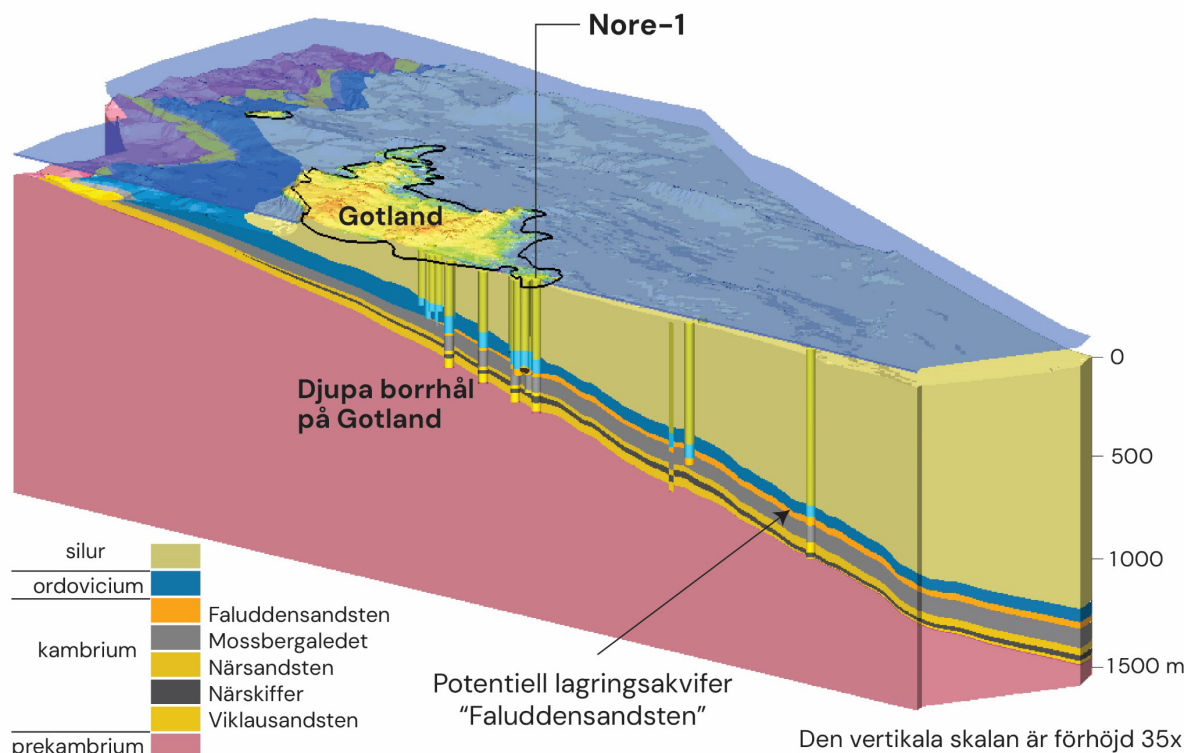 Nore-1
Gotland
Djupa borrhål
på Gotland
0
500
1000
1500 m
silur
ordovicium
kambrium
Faluddensandsten
Mossbergaledet
Närsandsten
Närskiffer
Viklausandsten
prekambrium
Potentiell lagringsakvifer
“Faluddensandsten”
Den vertikala skalan är förhöjd 35x